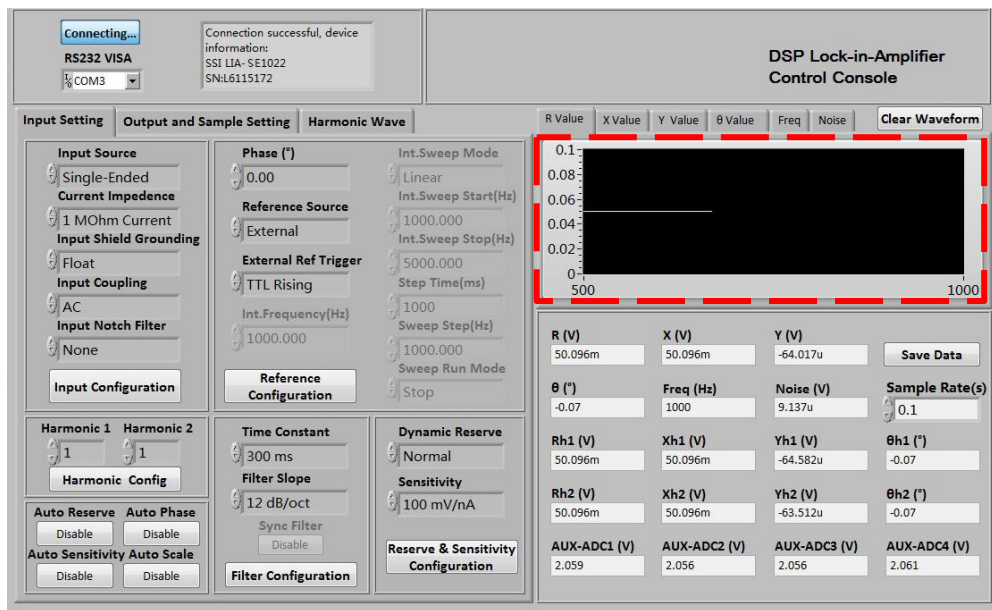 Connecting...
RS232 VISA
COM3
Connection successful, device
information:
SSI LIA- SE1022
SN:L6115172
DSP Lock-in-Amplifier
Control Console
Input Setting
Output and Sample Setting
Harmonic Wave
Input Source
Single-Ended
Current Impedence
1 MOhm Current
Input Shield Grounding
Float
Input Coupling
AC
Input Notch Filter
None
Input Configuration
Phase (°)
0.00
Reference Source
External
External Ref Trigger
TTL Rising
Int.Frequency(Hz)
1000.000
Reference
Configuration
Int.Sweep Mode
Linear
Int.Sweep Start(Hz)
1000.000
Int.Sweep Stop(Hz)
5000.000
Step Time(ms)
1000
Sweep Step(Hz)
1000.000
Sweep Run Mode
Stop
Harmonic 1 Harmonic 2
1 1
Harmonic Config
Auto Reserve Auto Phase
Disable Disable
Auto Sensitivity Auto Scale
Disable Disable
Time Constant
300 ms
Filter Slope
12 dB/oct
Sync Filter
Disable
Filter Configuration
Dynamic Reserve
Normal
Sensitivity
100 mV/nA
Reserve & Sensitivity
Configuration
R Value X Value Y Value θ Value Freq Noise Clear Waveform
0.1
0.08
0.06
0.04
0.02
0
500 1000
R (V) X (V) Y (V)
50.096m 50.096m -64.017u Save Data
θ (°) Freq (Hz) Noise (V) Sample Rate(s)
-0.07 1000 9.137u 0.1
Rh1 (V) Xh1 (V) Yh1 (V) θh1 (°)
50.096m 50.096m -64.582u -0.07
Rh2 (V) Xh2 (V) Yh2 (V) θh2 (°)
50.096m 50.096m -63.512u -0.07
AUX-ADC1 (V) AUX-ADC2 (V) AUX-ADC3 (V) AUX-ADC4 (V)
2.059 2.056 2.056 2.061